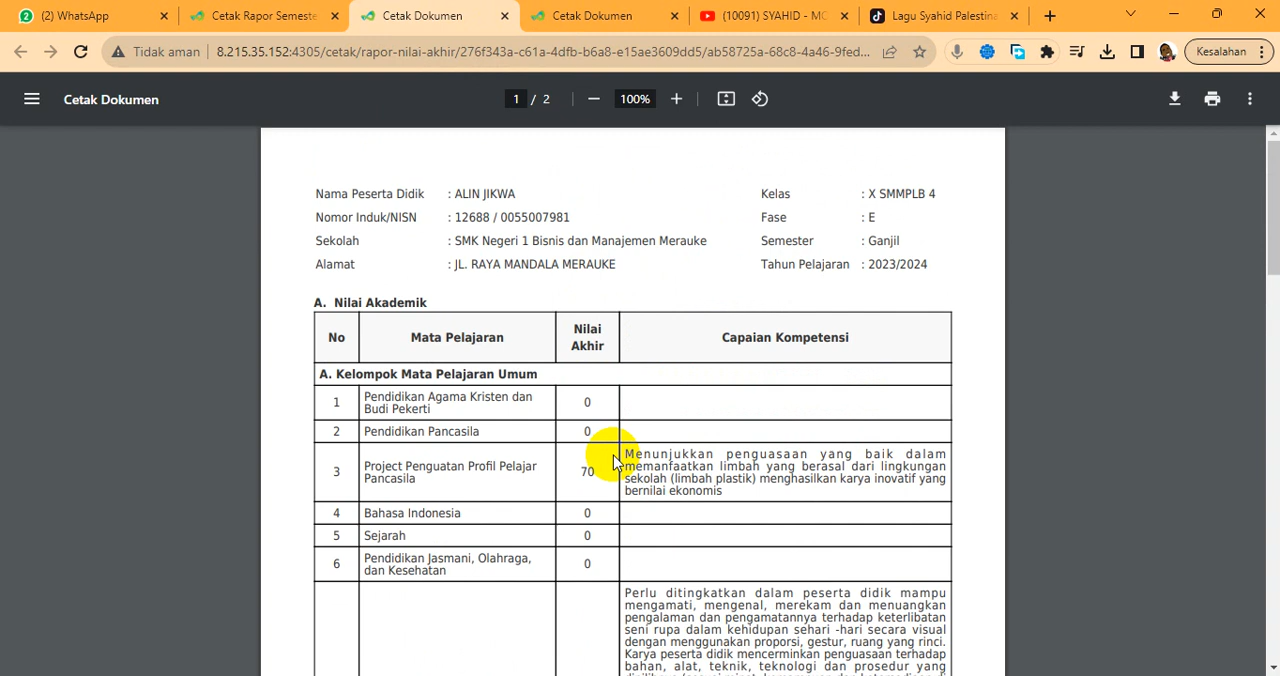 (2) WhatsApp
Cetak Rapor Semeste
Cetak Dokumen
Cetak Dokumen
(10091) SYAHID - MC
Lagu Syahid Palestina
Tidak aman
8.215.35.152:4305/cetak/rapor-nilai-akhir/276f343a-c61a-4dfb-b6a8-e15ae3609dd5/ab58725a-68c8-4a46-9fed...
Kesalahan
Cetak Dokumen
1 / 2
100%
Nama Peserta Didik : ALIN JIKWA
Kelas : X SMMPLB 4
Nomor Induk/NISN : 12688 / 0055007981
Fase : E
Sekolah : SMK Negeri 1 Bisnis dan Manajemen Merauke
Semester : Ganjil
Alamat : JL. RAYA MANDALA MERAUKE
Tahun Pelajaran : 2023/2024
A. Nilai Akademik
No
Mata Pelajaran
Nilai
Akhir
Capaian Kompetensi
A. Kelompok Mata Pelajaran Umum
1
Pendidikan Agama Kristen dan
Budi Pekerti
0
2
Pendidikan Pancasila
0
3
Project Penguatan Profil Pelajar
Pancasila
70
Menunjukkan penguasaan yang baik dalam
memanfaatkan limbah yang berasal dari lingkungan
sekolah (limbah plastik) menghasilkan karya inovatif yang
bernilai ekonomis
4
Bahasa Indonesia
0
5
Sejarah
0
6
Pendidikan Jasmani, Olahraga,
dan Kesehatan
0
Perlu ditingkatkan dalam peserta didik mampu
mengamati, mengenal, merekam dan menuangkan
pengalaman dan pengamatannya terhadap keterlibatan
seni rupa dalam kehidupan sehari -hari secara visual
dengan menggunakan proporsi, gestur, ruang yang rinci.
Karya peserta didik mencerminkan penguasaan terhadap
bahan, alat, teknik, teknologi dan prosedur yang